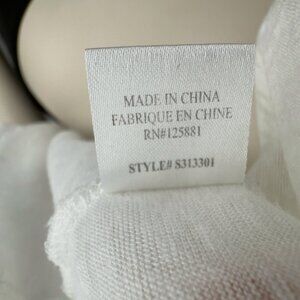 MADE IN CHINA
FABRIQUE EN CHINE
RN#125881
STYLE# S313301